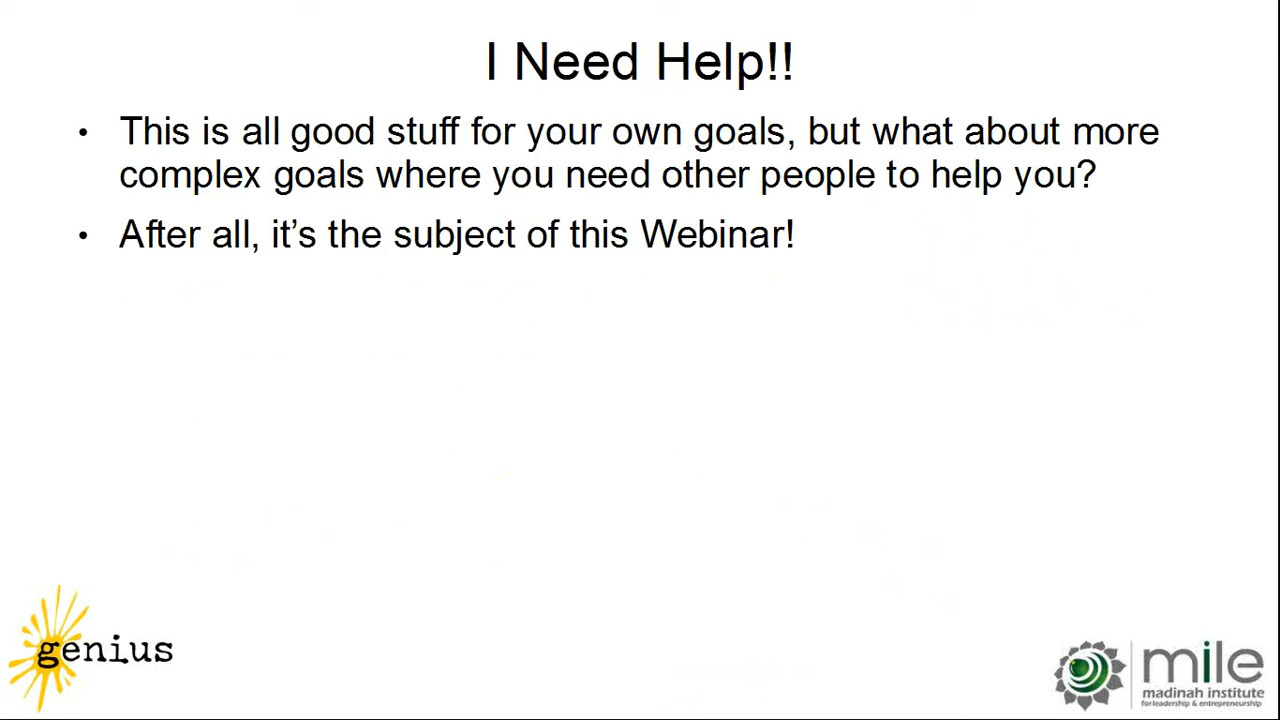 I Need Help!!
• This is all good stuff for your own goals, but what about more
complex goals where you need other people to help you?
• After all, it’s the subject of this Webinar!
genius
mile
madinah institute
for leadership & entrepreneurship